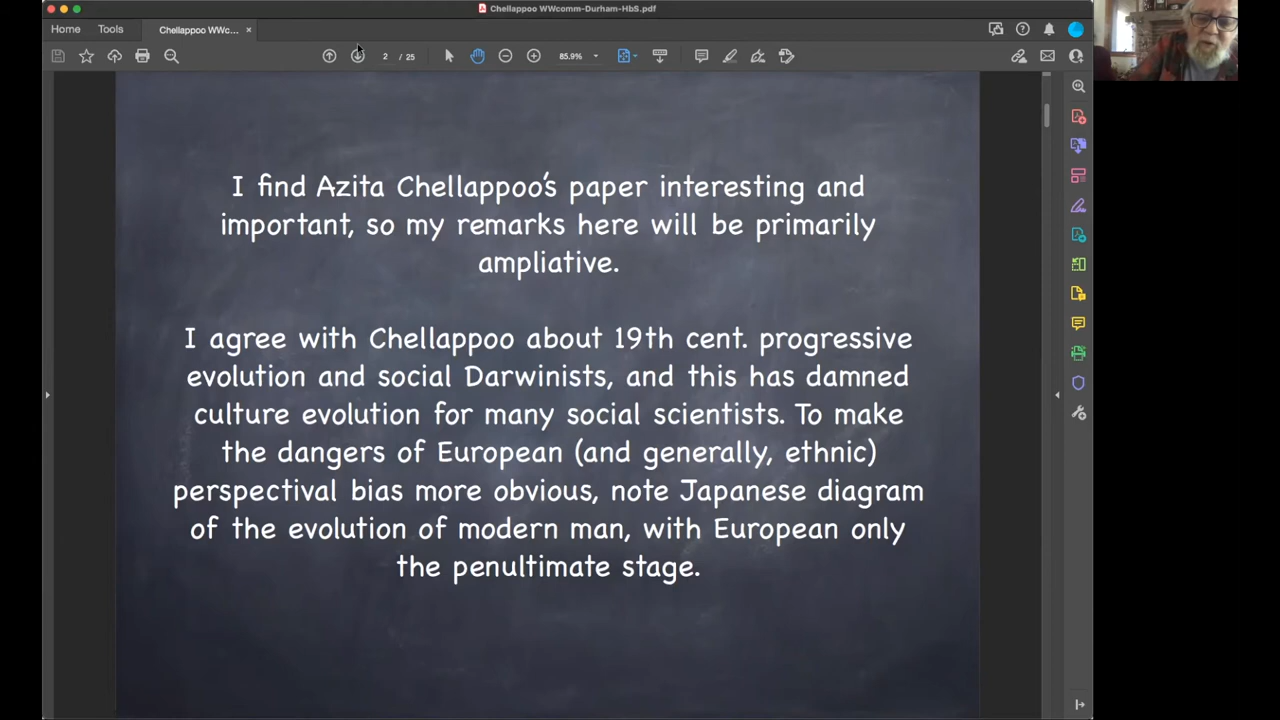 Chellappoo WWcomm-Durham-HbS.pdf
Home Tools Chellappoo WWc... ×
2 / 25 85.9%
I find Azita Chellappoo's paper interesting and
important, so my remarks here will be primarily
ampliative.
I agree with Chellappoo about 19th cent. progressive
evolution and social Darwinists, and this has damned
culture evolution for many social scientists. To make
the dangers of European (and generally, ethnic)
perspectival bias more obvious, note Japanese diagram
of the evolution of modern man, with European only
the penultimate stage.